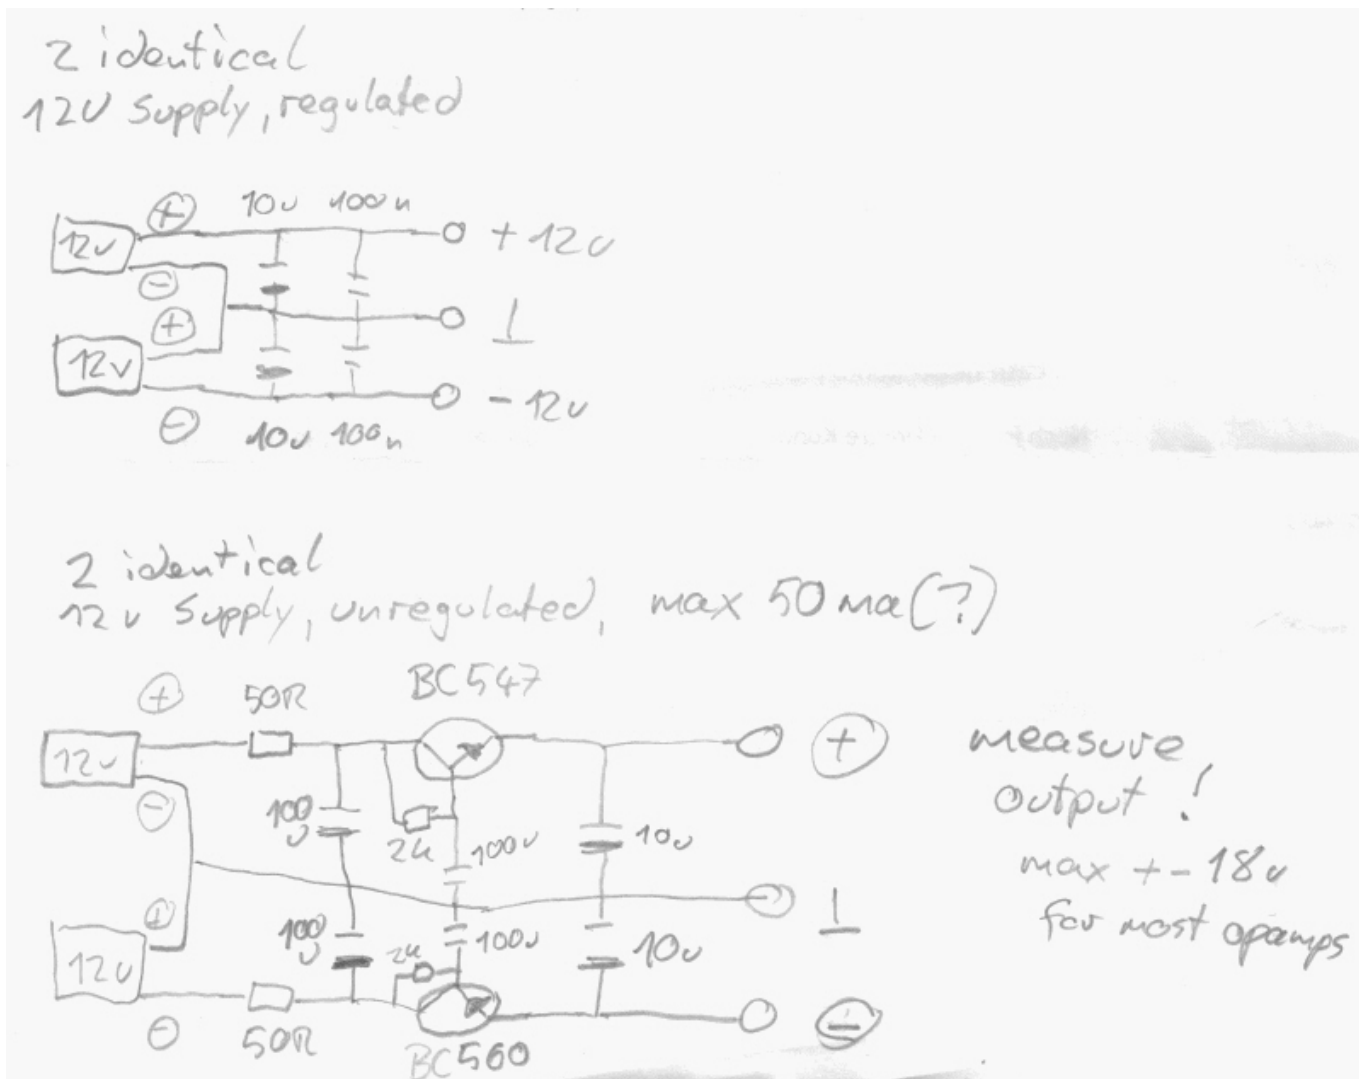 2 identical
12V Supply, regulated
+
10u 100n
12v
+12v
-
+
⊥
12v
-12v
-
10u 100n
2 identical
12v Supply, unregulated, max 50 ma(?)
BC547
+
50R
12v
+
measure
output!
-
100
u
2k
100u
10u
max +-18v
for most opamps
+
⊥
100
u
2k
100u
10u
12v
-
50R
BC560
-